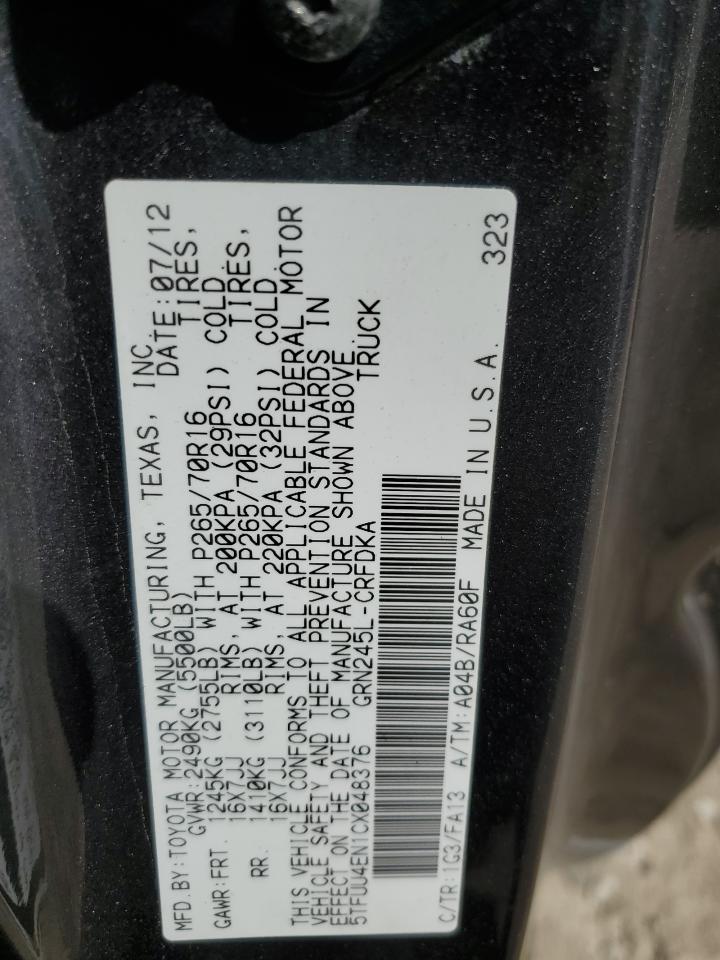 MFD.BY:TOYOTA MOTOR MANUFACTURING, TEXAS, INC.
GVWR:2490KG (5500LB) DATE:07/12
GAWR:FRT. 1245KG (2755LB) WITH P265/70R16 TIRES,
16X7JJ RIMS, AT 200KPA (29PSI) COLD.
RR. 1410KG (3110LB) WITH P265/70R16 TIRES,
16X7JJ RIMS, AT 220KPA (32PSI) COLD.
THIS VEHICLE CONFORMS TO ALL APPLICABLE FEDERAL MOTOR
VEHICLE SAFETY AND THEFT PREVENTION STANDARDS IN
EFFECT ON THE DATE OF MANUFACTURE SHOWN ABOVE.
5TFUU4EN1CX048376 GRN245L-CRFDKA TRUCK
C/TR:1G3/FA13 A/TM:A04B/RA60F MADE IN U.S.A. 323